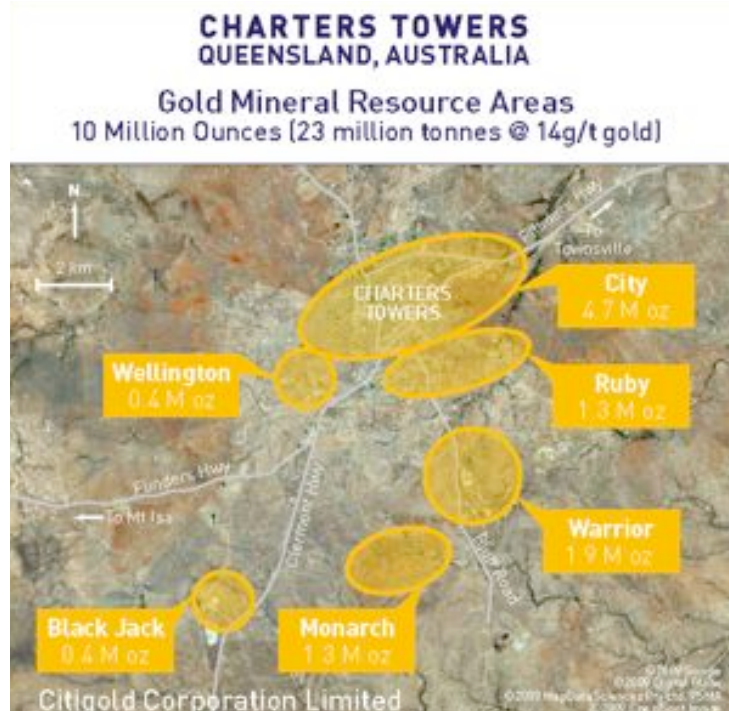 CHARTERS TOWERS
QUEENSLAND, AUSTRALIA
Gold Mineral Resource Areas
10 Million Ounces (23 million tonnes @ 14g/t gold)
N
2 km
Flinders Hwy
To
Townsville
CHARTERS
TOWERS
City
4.7 M oz
Wellington
0.4 M oz
Ruby
1.3 M oz
Flinders Hwy
To Mt Isa
Clermont Hwy
Warrior
1.9 M oz
Road
Black Jack
0.4 M oz
Monarch
1.3 M oz
Citigold Corporation Limited